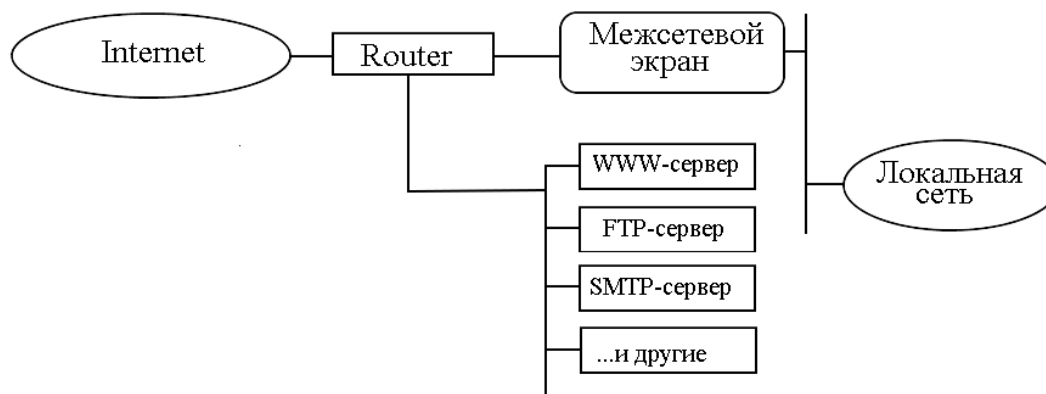 Internet
Router
Межсетевой
экран
WWW-сервер
FTP-сервер
SMTP-сервер
...и другие
Локальная
сеть